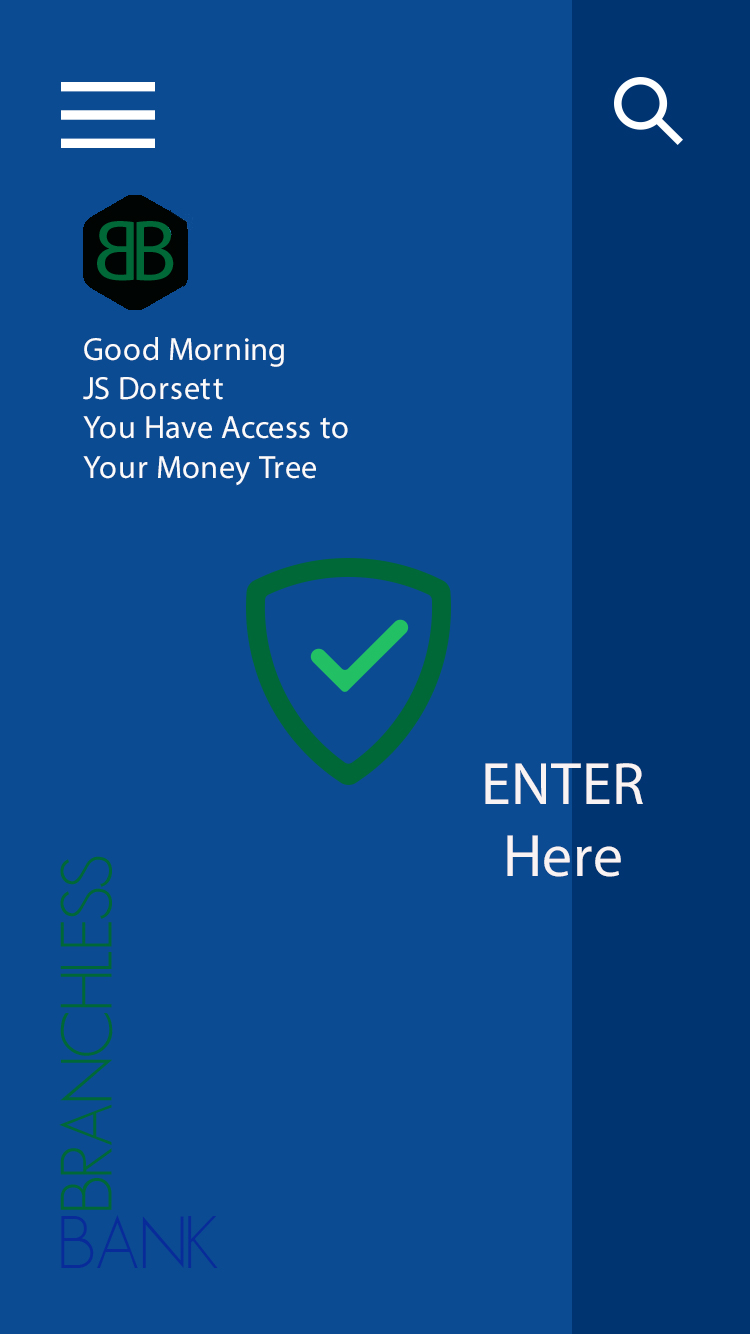 BB
Good Morning
JS Dorsett
You Have Access to
Your Money Tree
ENTER
Here
BRANCHLESS
BANK